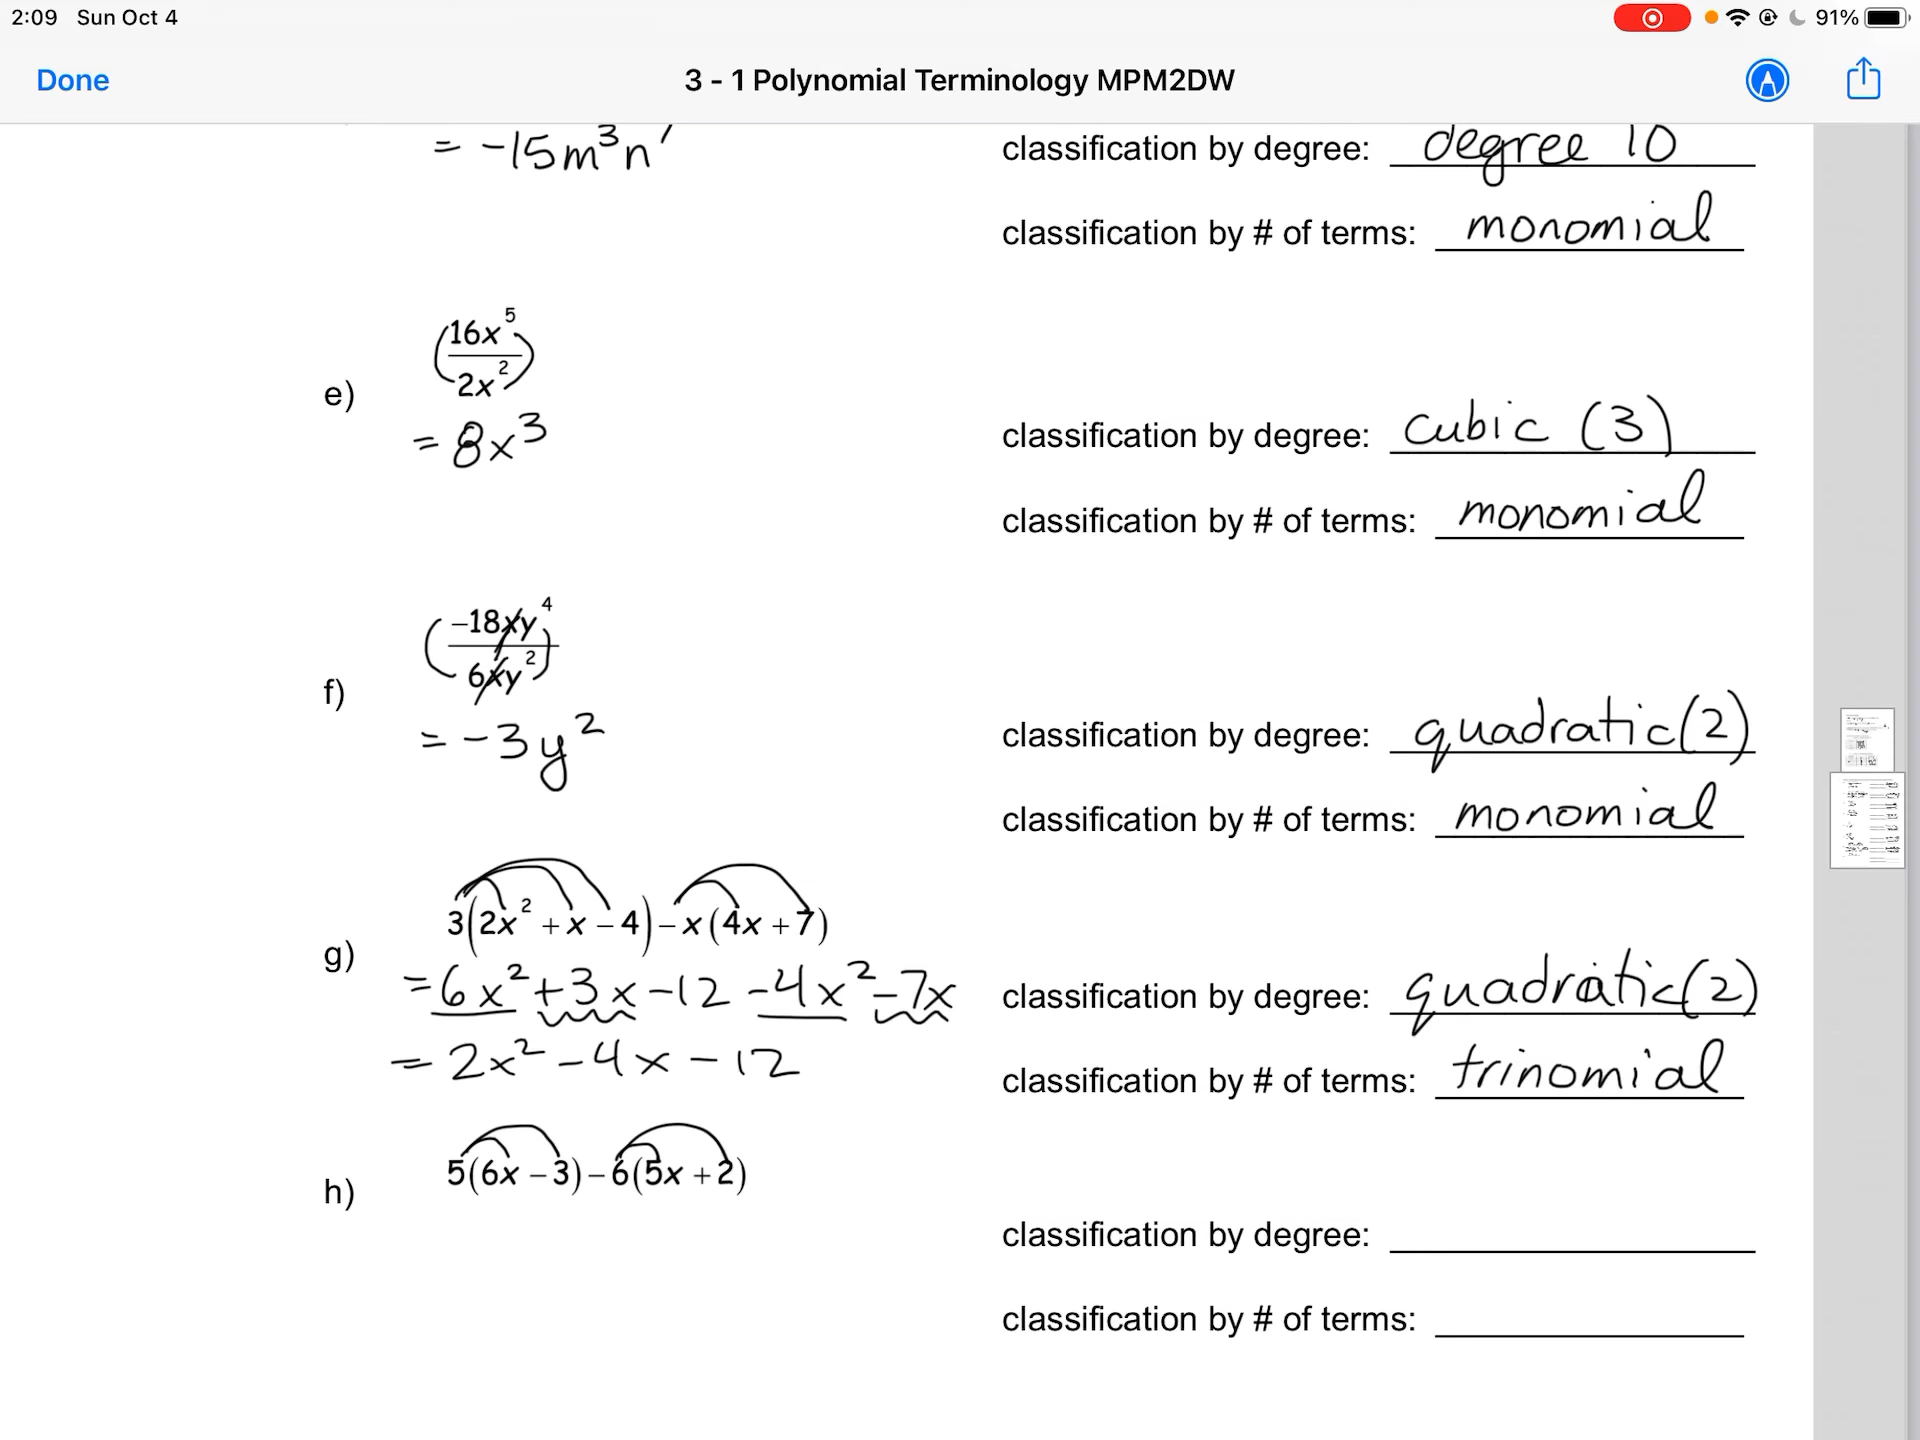 2:09 Sun Oct 4 91%
Done 3 - 1 Polynomial Terminology MPM2DW
= -15m³n⁷ classification by degree: degree 10
classification by # of terms: monomial
e) (16x⁵/2x²)
= 8x³ classification by degree: cubic (3)
classification by # of terms: monomial
f) (-18xy⁴/6xy²)
= -3y² classification by degree: quadratic (2)
classification by # of terms: monomial
g) 3(2x² + x - 4) - x(4x + 7)
= 6x² + 3x - 12 - 4x² - 7x classification by degree: quadratic (2)
= 2x² - 4x - 12 classification by # of terms: trinomial
h) 5(6x - 3) - 6(5x + 2)
classification by degree:
classification by # of terms: